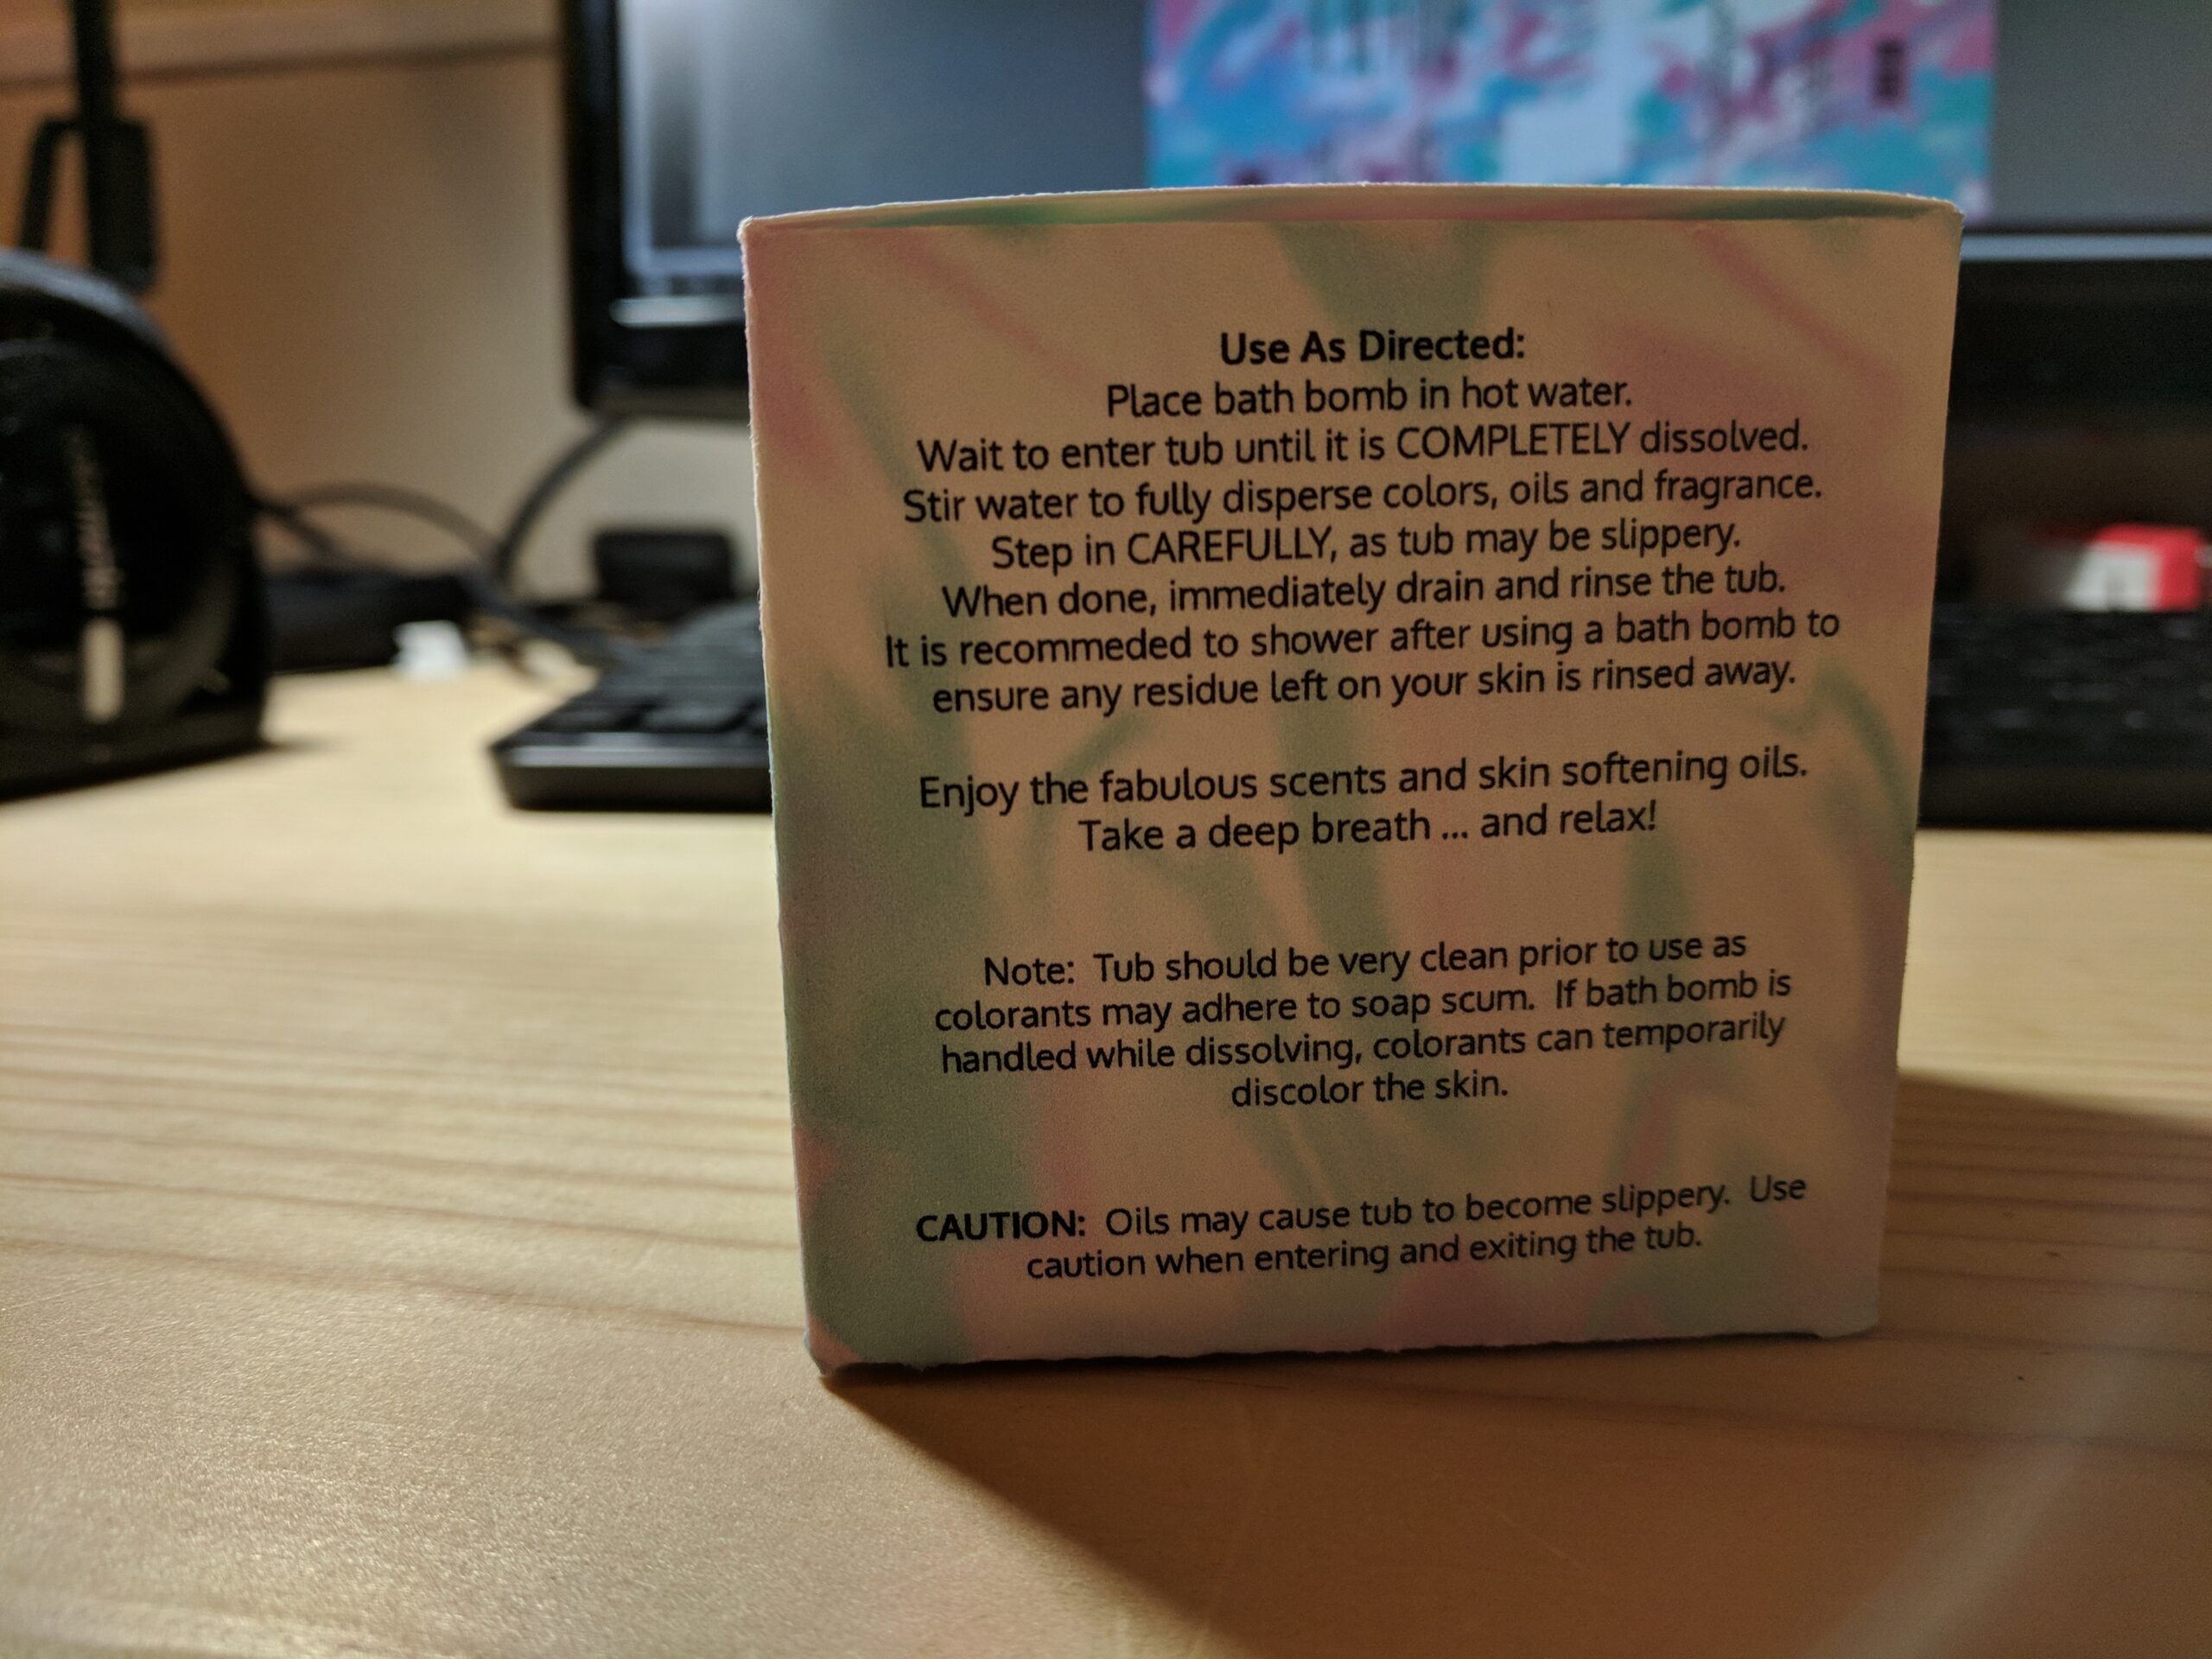 Use As Directed:
Place bath bomb in hot water.
Wait to enter tub until it is COMPLETELY dissolved.
Stir water to fully disperse colors, oils and fragrance.
Step in CAREFULLY, as tub may be slippery.
When done, immediately drain and rinse the tub.
It is recommeded to shower after using a bath bomb to
ensure any residue left on your skin is rinsed away.
Enjoy the fabulous scents and skin softening oils.
Take a deep breath ... and relax!
Note:  Tub should be very clean prior to use as
colorants may adhere to soap scum.  If bath bomb is
handled while dissolving, colorants can temporarily
discolor the skin.
CAUTION:  Oils may cause tub to become slippery.  Use
caution when entering and exiting the tub.